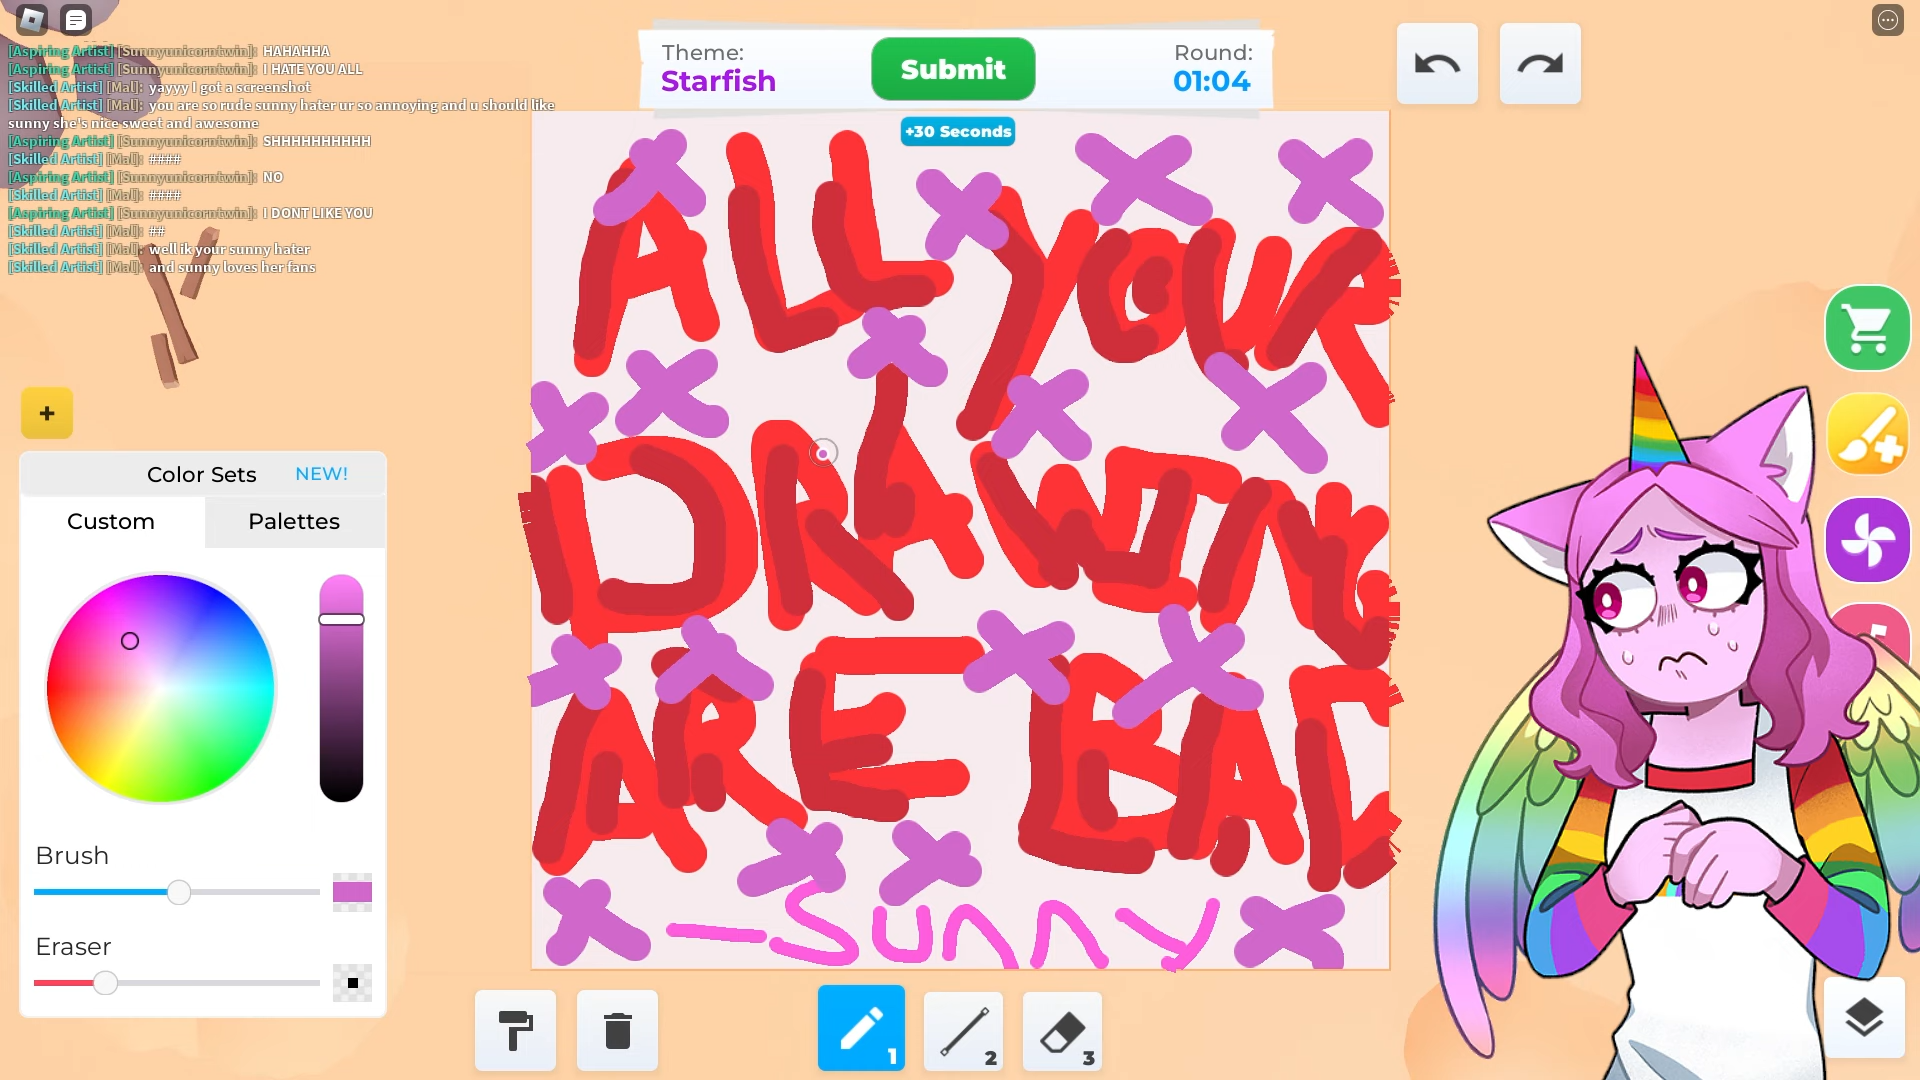 [Aspiring Artist] [Sunnyunicorntwin]: HAHAHHA
[Aspiring Artist] [Sunnyunicorntwin]: I HATE YOU ALL
[Skilled Artist] [Mal]: yayyy I got a screenshot
[Skilled Artist] [Mal]: you are so rude sunny hater ur so annoying and u should like
sunny she's nice sweet and awesome
[Aspiring Artist] [Sunnyunicorntwin]: SHHHHHHHHHH
[Skilled Artist] [Mal]: ####
[Aspiring Artist] [Sunnyunicorntwin]: NO
[Skilled Artist] [Mal]: ####
[Aspiring Artist] [Sunnyunicorntwin]: I DONT LIKE YOU
[Skilled Artist] [Mal]: ##
[Skilled Artist] [Mal]: well ik your sunny hater
[Skilled Artist] [Mal]: and sunny loves her fans
Theme:
Starfish
Submit
Round:
01:04
+30 Seconds
ALL YOUR
DRAWING
ARE BAD
-Sunny
+
Color Sets NEW!
Custom Palettes
Brush
Eraser
1
2
3